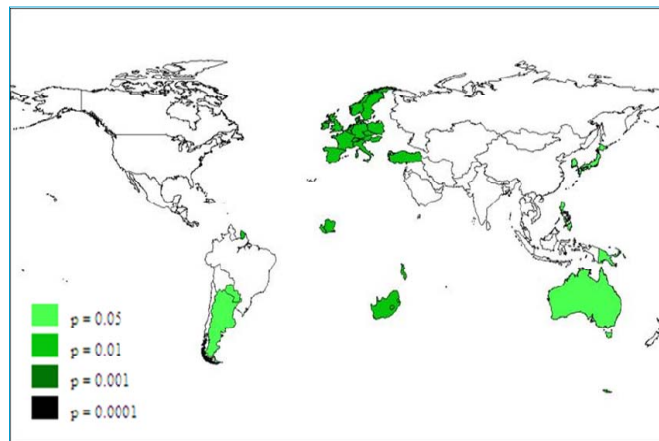 p = 0.05
p = 0.01
p = 0.001
p = 0.0001